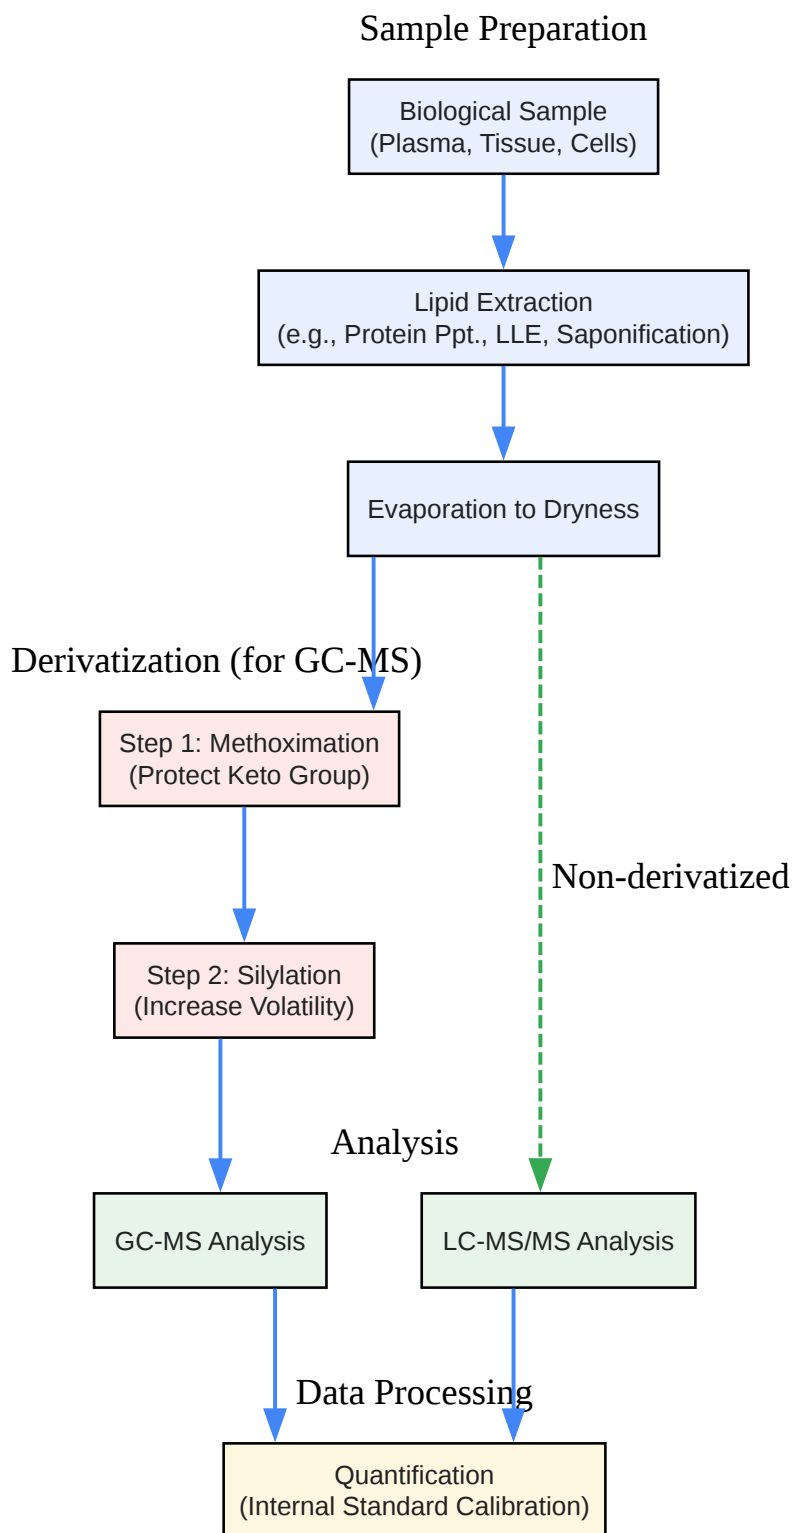 Sample Preparation
Biological Sample
(Plasma, Tissue, Cells)
Lipid Extraction
(e.g., Protein Ppt., LLE, Saponification)
Evaporation to Dryness
Derivatization (for GC-MS)
Step 1: Methoximation
(Protect Keto Group)
Non-derivatized
Step 2: Silylation
(Increase Volatility)
Analysis
GC-MS Analysis
LC-MS/MS Analysis
Data Processing
Quantification
(Internal Standard Calibration)